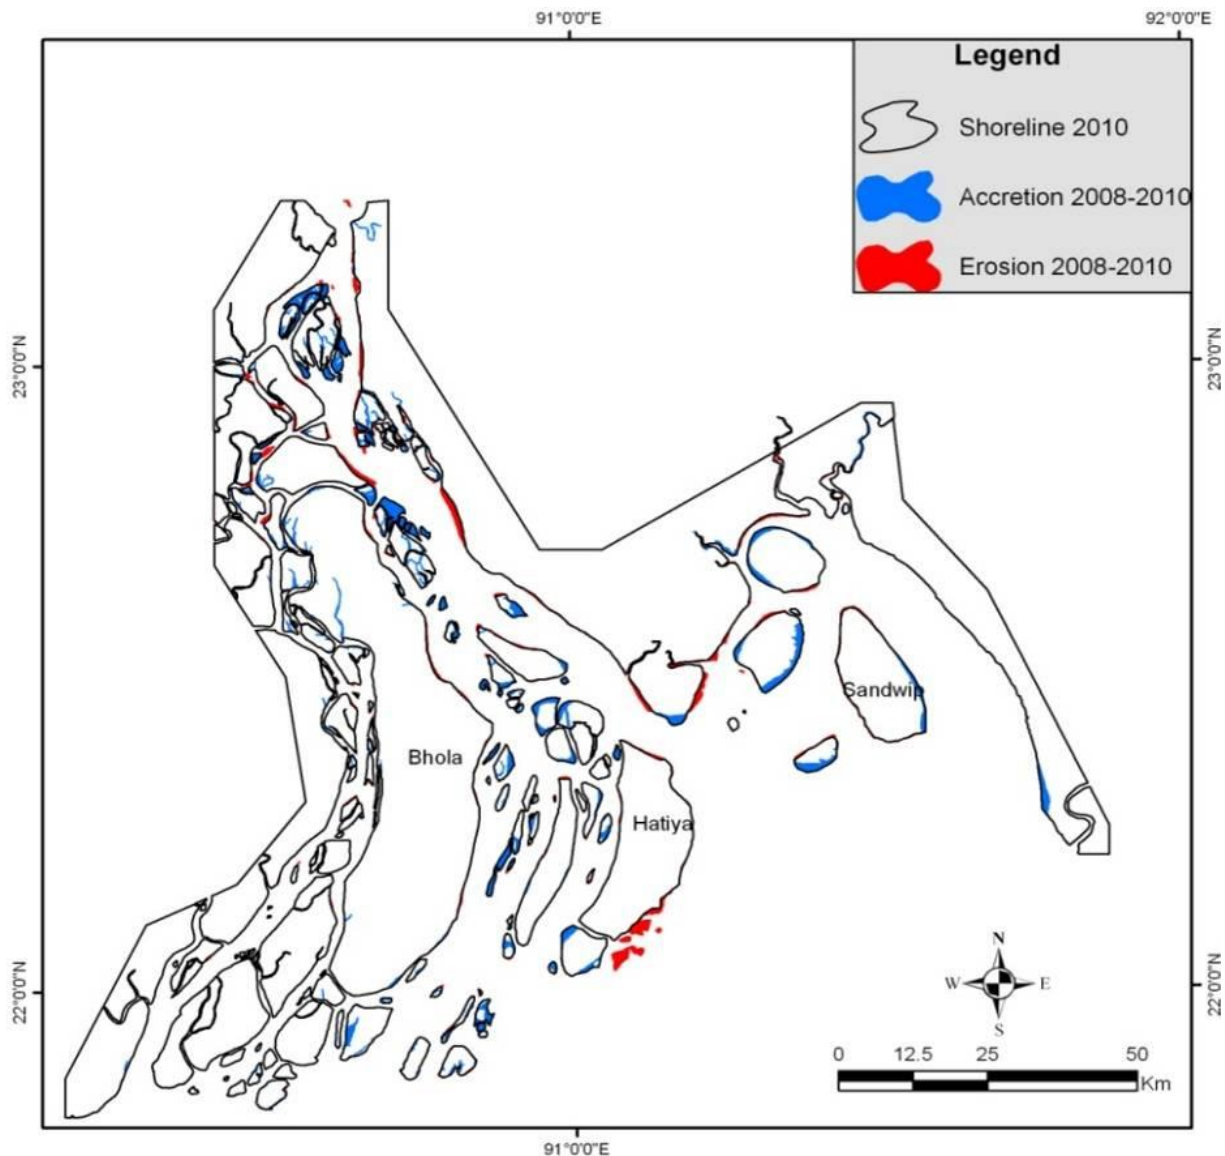 91°0'0"E
92°0'0"E
Legend
Shoreline 2010
Accretion 2008-2010
Erosion 2008-2010
23°0'0"N
23°0'0"N
Sandwip
Bhola
Hatiya
N
W
E
S
22°0'0"N
22°0'0"N
0
12.5
25
50
Km
91°0'0"E